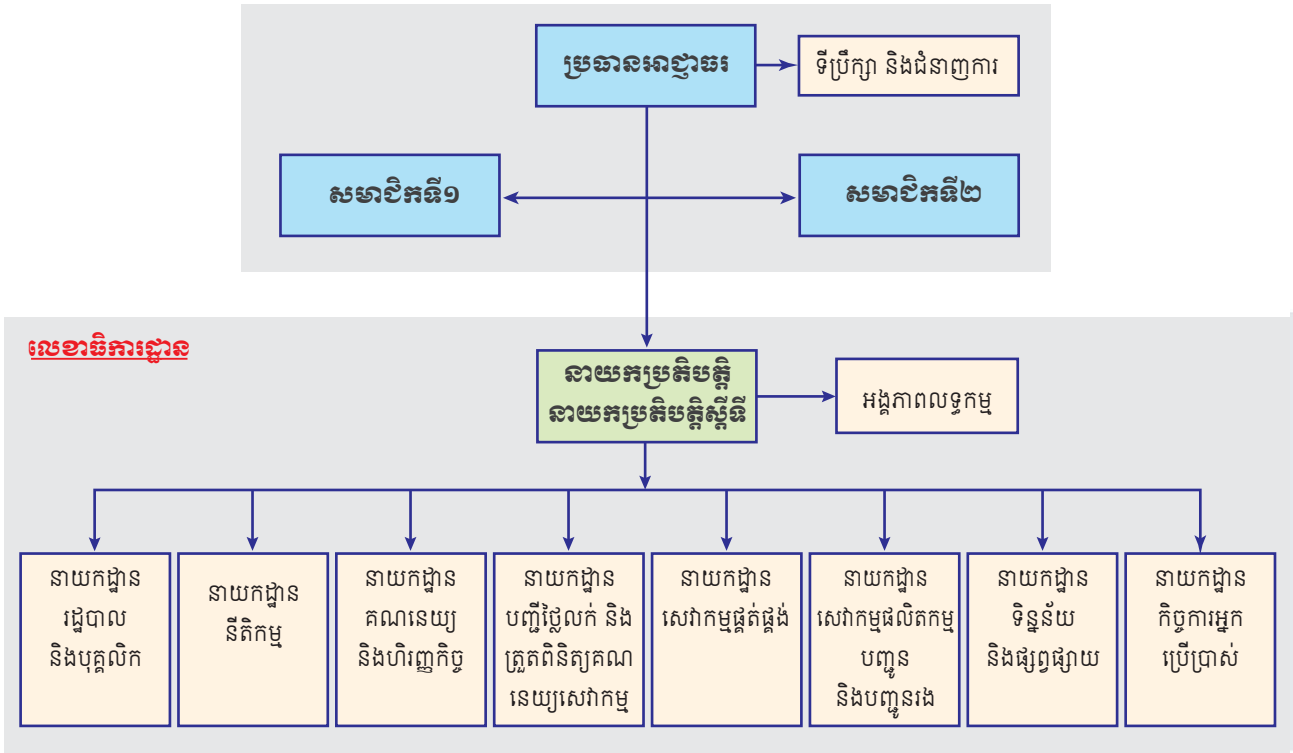 ប្រធានអាជ្ញាធរ
ទីប្រឹក្សា និងជំនាញការ
សមាជិកទី១
សមាជិកទី២
លេខាធិការដ្ឋាន
នាយកប្រតិបត្តិ
នាយកប្រតិបត្តិស្តីទី
អង្គភាពលទ្ធកម្ម
នាយកដ្ឋាន
រដ្ឋបាល
និងបុគ្គលិក
នាយកដ្ឋាន
នីតិកម្ម
នាយកដ្ឋាន
គណនេយ្យ
និងហិរញ្ញកិច្ច
នាយកដ្ឋាន
បញ្ជីថ្លៃលក់ និង
ត្រួតពិនិត្យគណ
នេយ្យសេវាកម្ម
នាយកដ្ឋាន
សេវាកម្មផ្គត់ផ្គង់
នាយកដ្ឋាន
សេវាកម្មផលិតកម្ម
បញ្ជូន
និងបញ្ជូនរង
នាយកដ្ឋាន
ទិន្នន័យ
និងផ្សព្វផ្សាយ
នាយកដ្ឋាន
កិច្ចការអ្នក
ប្រើប្រាស់